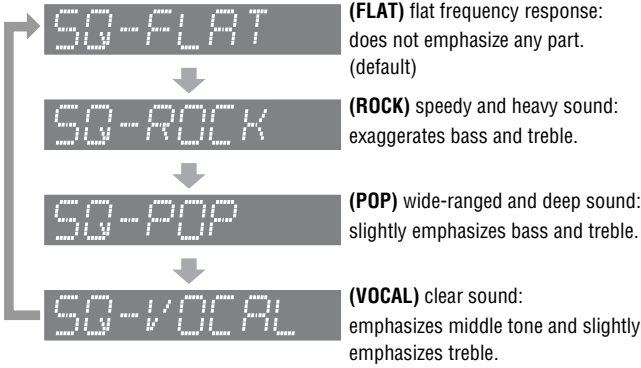 SQ-FLAT
(FLAT) flat frequency response:
does not emphasize any part.
(default)
SQ-ROCK
(ROCK) speedy and heavy sound:
exaggerates bass and treble.
SQ-POP
(POP) wide-ranged and deep sound:
slightly emphasizes bass and treble.
SQ-VOCAL
(VOCAL) clear sound:
emphasizes middle tone and slightly
emphasizes treble.